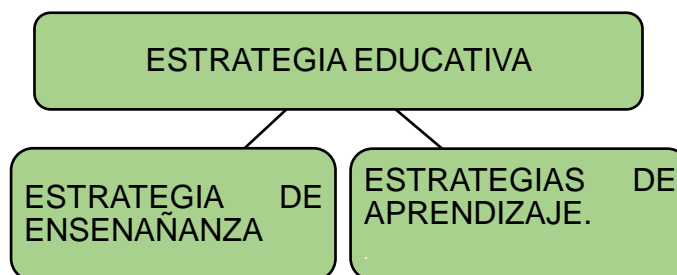 ESTRATEGIA EDUCATIVA
ESTRATEGIA DE
ENSENAÑANZA
ESTRATEGIAS DE
APRENDIZAJE.
.